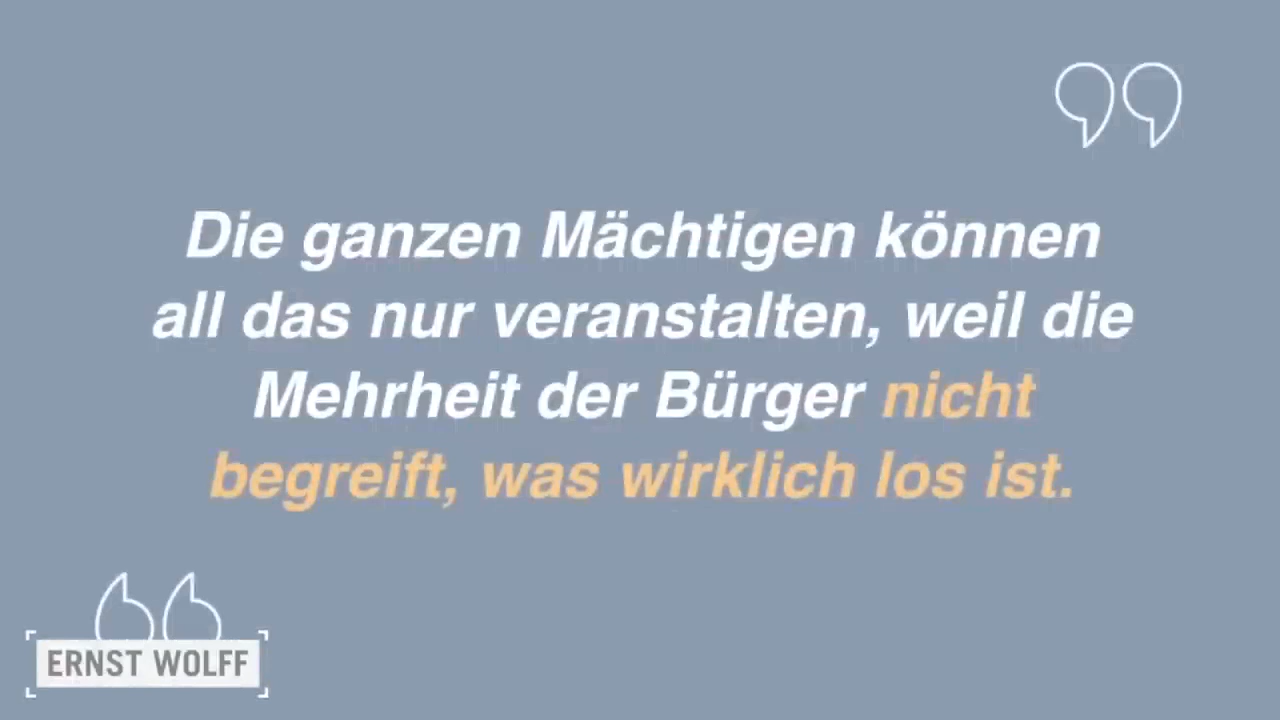 Die ganzen Mächtigen können
all das nur veranstalten, weil die
Mehrheit der Bürger nicht
begreift, was wirklich los ist.
ERNST WOLFF